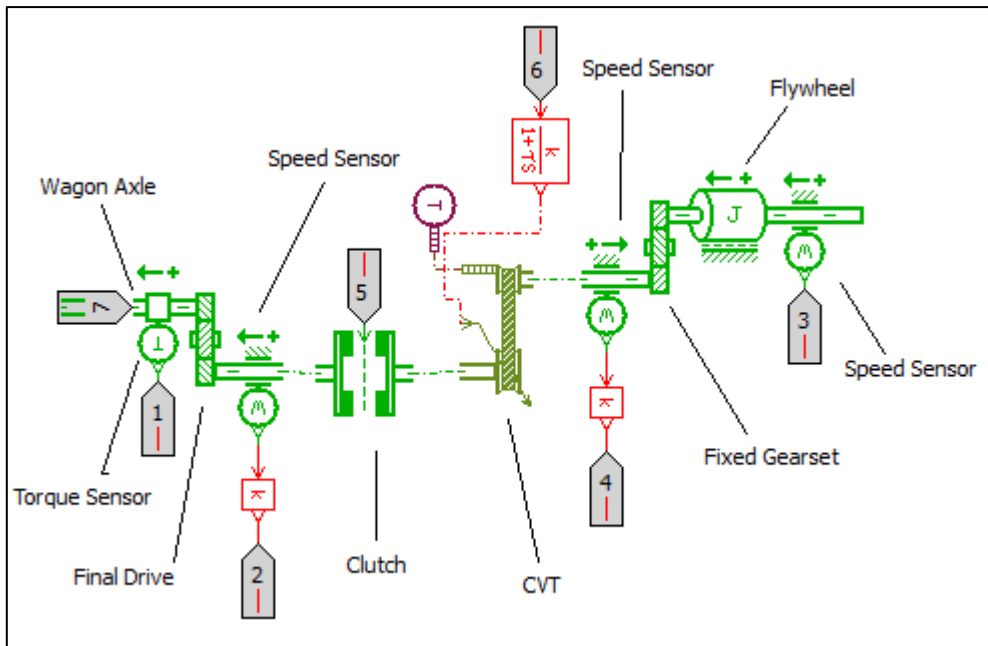 6
Speed Sensor
Flywheel
k
1+τs
Speed Sensor
Wagon Axle
T
J
5
7
T
1
ω
ω
ω
3
Speed Sensor
k
4
Fixed Gearset
Torque Sensor
k
Final Drive
2
Clutch
CVT